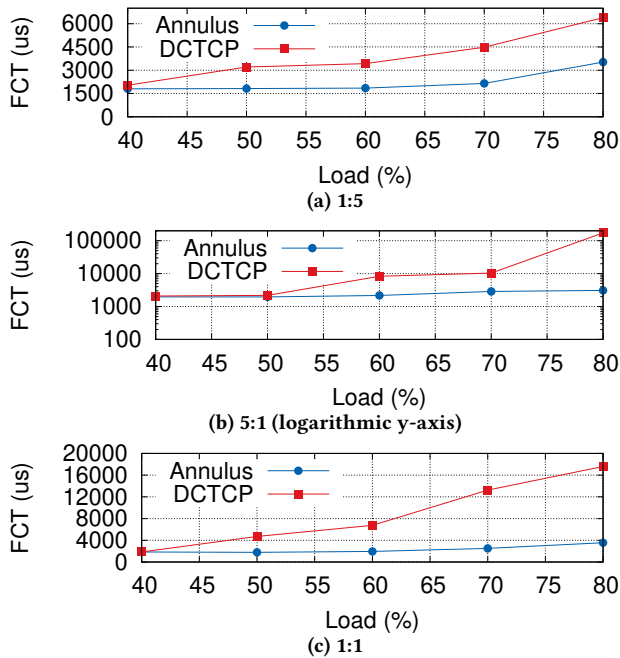 FCT (us)
6000
4500
3000
1500
0
Annulus
DCTCP
40 45 50 55 60 65 70 75 80
Load (%)
(a) 1:5
FCT (us)
100000
10000
1000
100
Annulus
DCTCP
40 45 50 55 60 65 70 75 80
Load (%)
(b) 5:1 (logarithmic y-axis)
FCT (us)
20000
16000
12000
8000
4000
0
Annulus
DCTCP
40 45 50 55 60 65 70 75 80
Load (%)
(c) 1:1